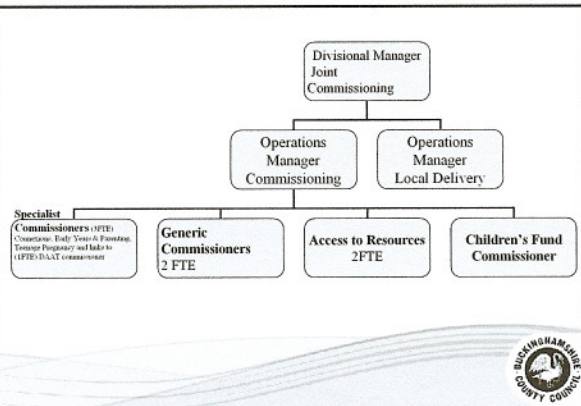 Divisional Manager
Joint
Commissioning
Operations
Manager
Commissioning
Operations
Manager
Local Delivery
Specialist
Commissioners (3FTE)
Connexions, Early Years & Parenting,
Teenage Pregnancy and links to
(1FTE) DAAT commissioner
Generic
Commissioners
2 FTE
Access to Resources
2FTE
Children's Fund
Commissioner
BUCKINGHAMSHIRE
COUNTY COUNCIL